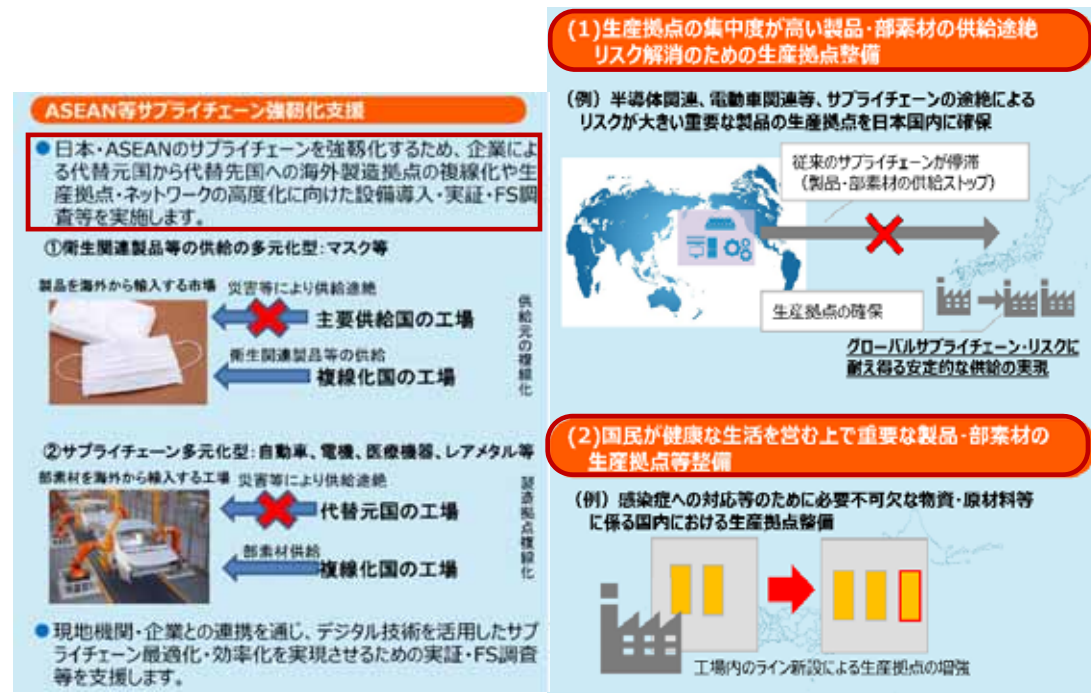 ASEAN等サプライチェーン強靭化支援
●日本・ASEANのサプライチェーンを強靱化するため、企業によ
る代替元国から代替先国への海外製造拠点の複線化や生
産拠点・ネットワークの高度化に向けた設備導入・実証・FS調
査等を実施します。
①衛生関連製品等の供給の多元化型：マスク等
製品を海外から輸入する市場
災害等により供給途絶
主要供給国の工場
衛生関連製品等の供給
複線化国の工場
供給元の複線化
②サプライチェーン多元化型：自動車、電機、医療機器、レアメタル等
部素材を海外から輸入する工場
災害等により供給途絶
代替元国の工場
部素材供給
複線化国の工場
製造拠点複線化
●現地機関・企業との連携を通じ、デジタル技術を活用したサプ
ライチェーン最適化・効率化を実現させるための実証・FS調査
等を支援します。
(1)生産拠点の集中度が高い製品・部素材の供給途絶
リスク解消のための生産拠点整備
（例）半導体関連、電動車関連等、サプライチェーンの途絶による
リスクが大きい重要な製品の生産拠点を日本国内に確保
従来のサプライチェーンが停滞
（製品・部素材の供給ストップ）
生産拠点の確保
グローバルサプライチェーン・リスクに
耐え得る安定的な供給の実現
(2)国民が健康な生活を営む上で重要な製品・部素材の
生産拠点等整備
（例）感染症への対応等のために必要不可欠な物資・原材料等
に係る国内における生産拠点整備
工場内のライン新設による生産拠点の増強